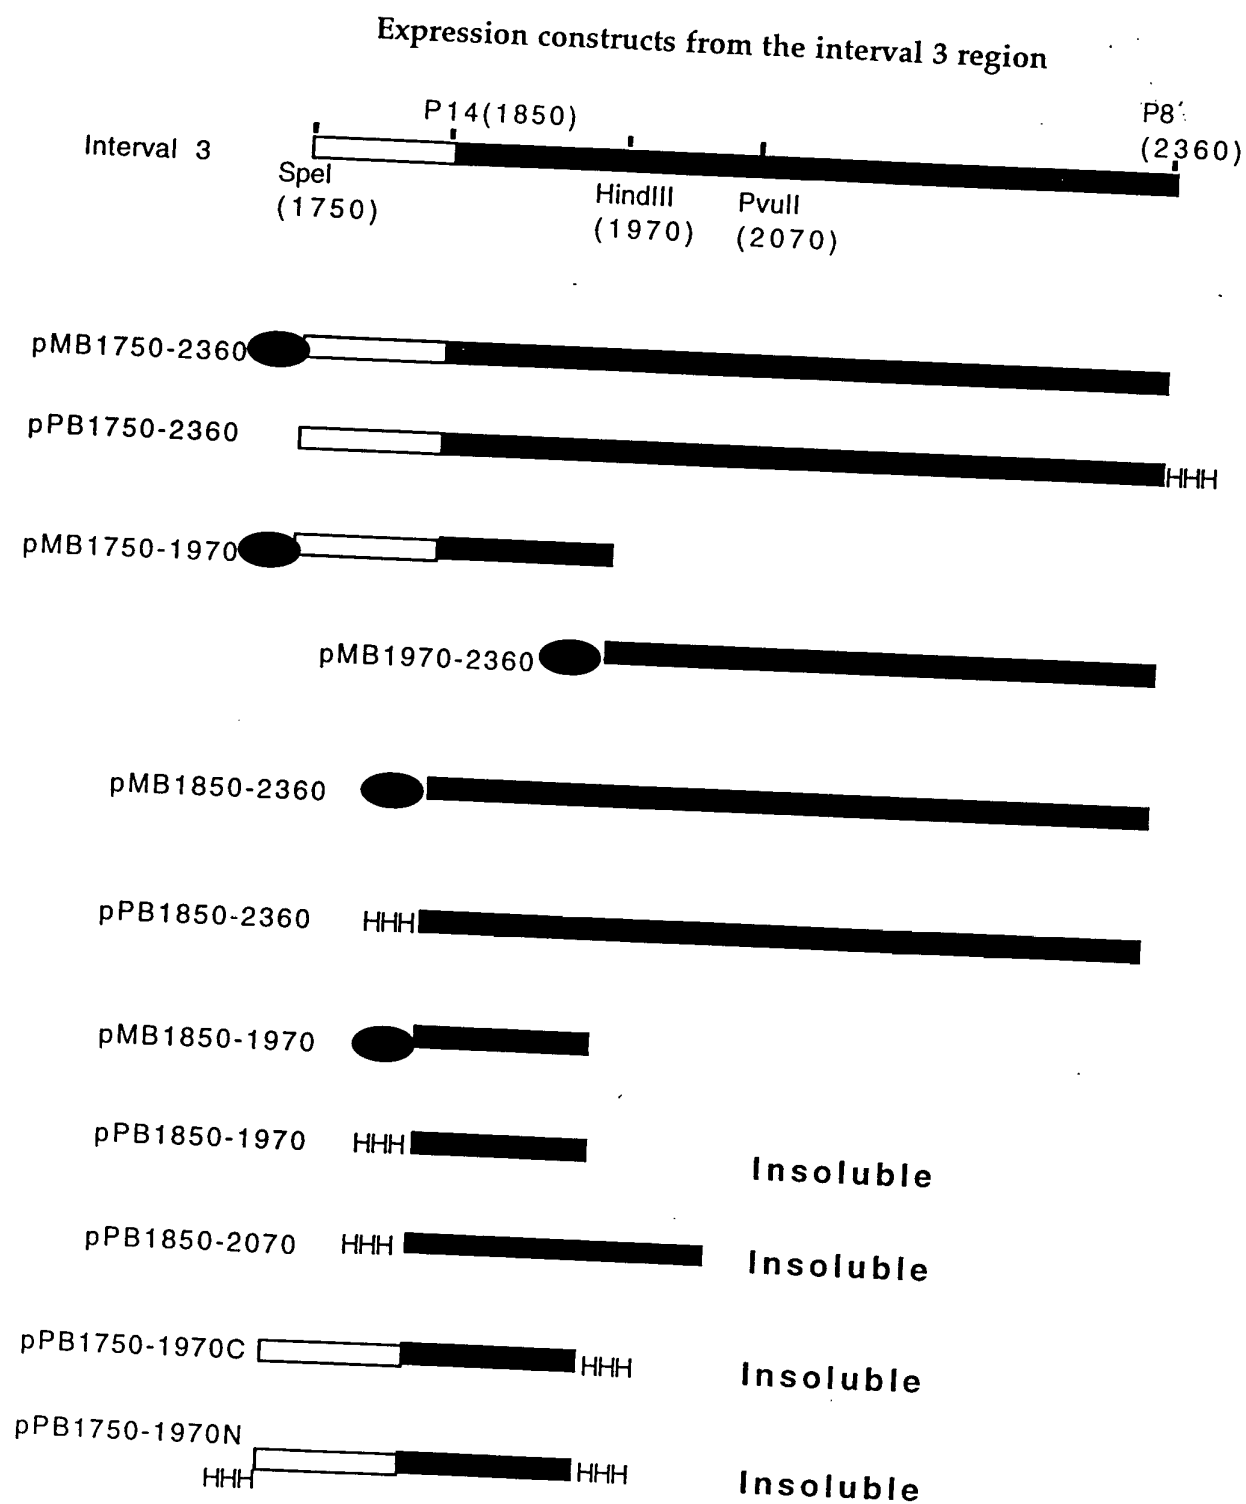 Expression constructs from the interval 3 region
P14(1850)
P8'
(2360)
Interval 3
SpeI
(1750)
HindIII
(1970)
PvuII
(2070)
pMB1750-2360
pPB1750-2360
HHH
pMB1750-1970
pMB1970-2360
pMB1850-2360
pPB1850-2360 HHH
pMB1850-1970
pPB1850-1970 HHH Insoluble
pPB1850-2070 HHH Insoluble
pPB1750-1970C HHH Insoluble
pPB1750-1970N
HHH HHH Insoluble